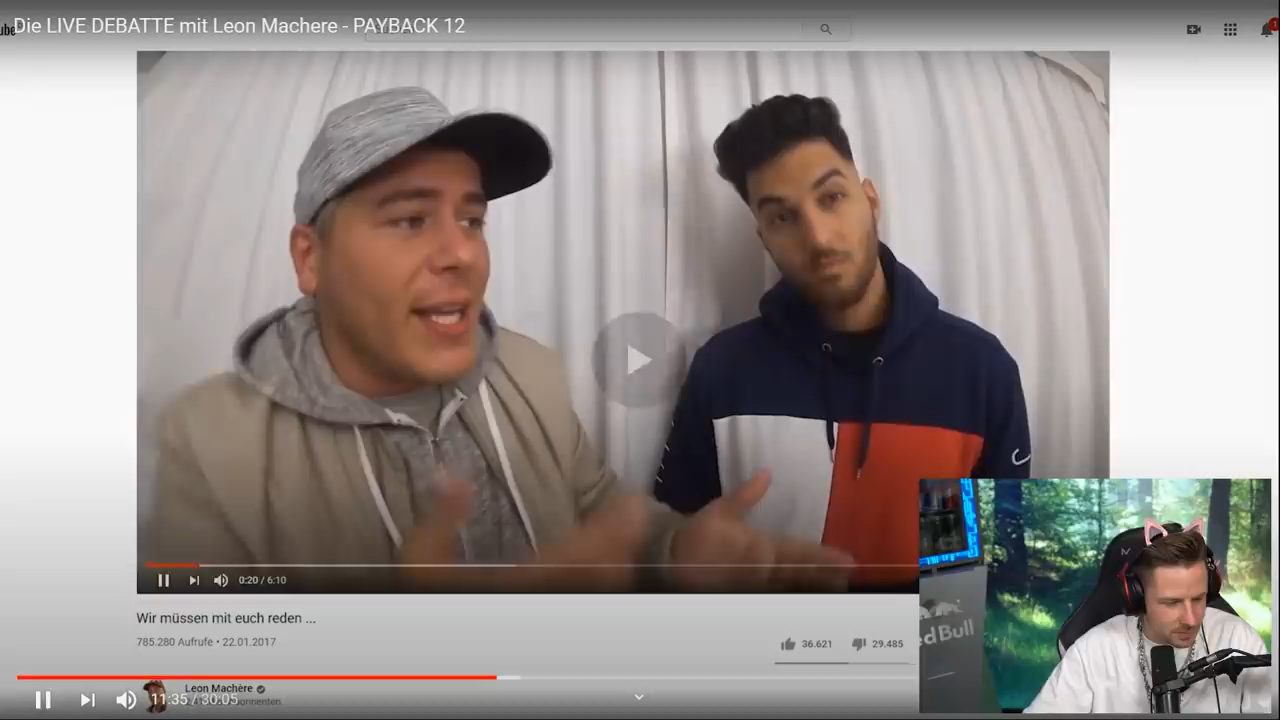 Die LIVE DEBATTE mit Leon Machere - PAYBACK 12
0:20 / 6:10
Wir müssen mit euch reden ...
785.280 Aufrufe • 22.01.2017
36.621
29.485
edBull
Leon Machère
11:35 / 30:05